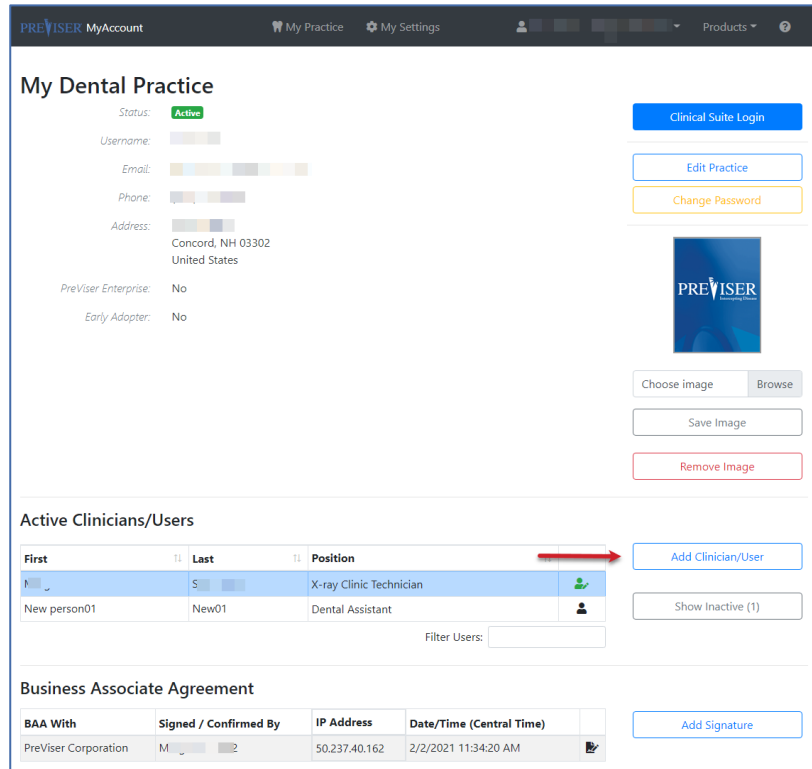 PREVISER MyAccount My Practice My Settings Products ?
My Dental Practice
Status: Active
Clinical Suite Login
Username:
Email:
Edit Practice
Phone:
Change Password
Address:
Concord, NH 03302
United States
PreViser Enterprise: No
Early Adopter: No
PREVISER
Intercepting Disease
Choose image Browse
Save Image
Remove Image
Active Clinicians/Users
First Last Position
Add Clinician/User
X-ray Clinic Technician
New person01 New01 Dental Assistant
Show Inactive (1)
Filter Users:
Business Associate Agreement
BAA With Signed / Confirmed By IP Address Date/Time (Central Time)
Add Signature
PreViser Corporation 50.237.40.162 2/2/2021 11:34:20 AM